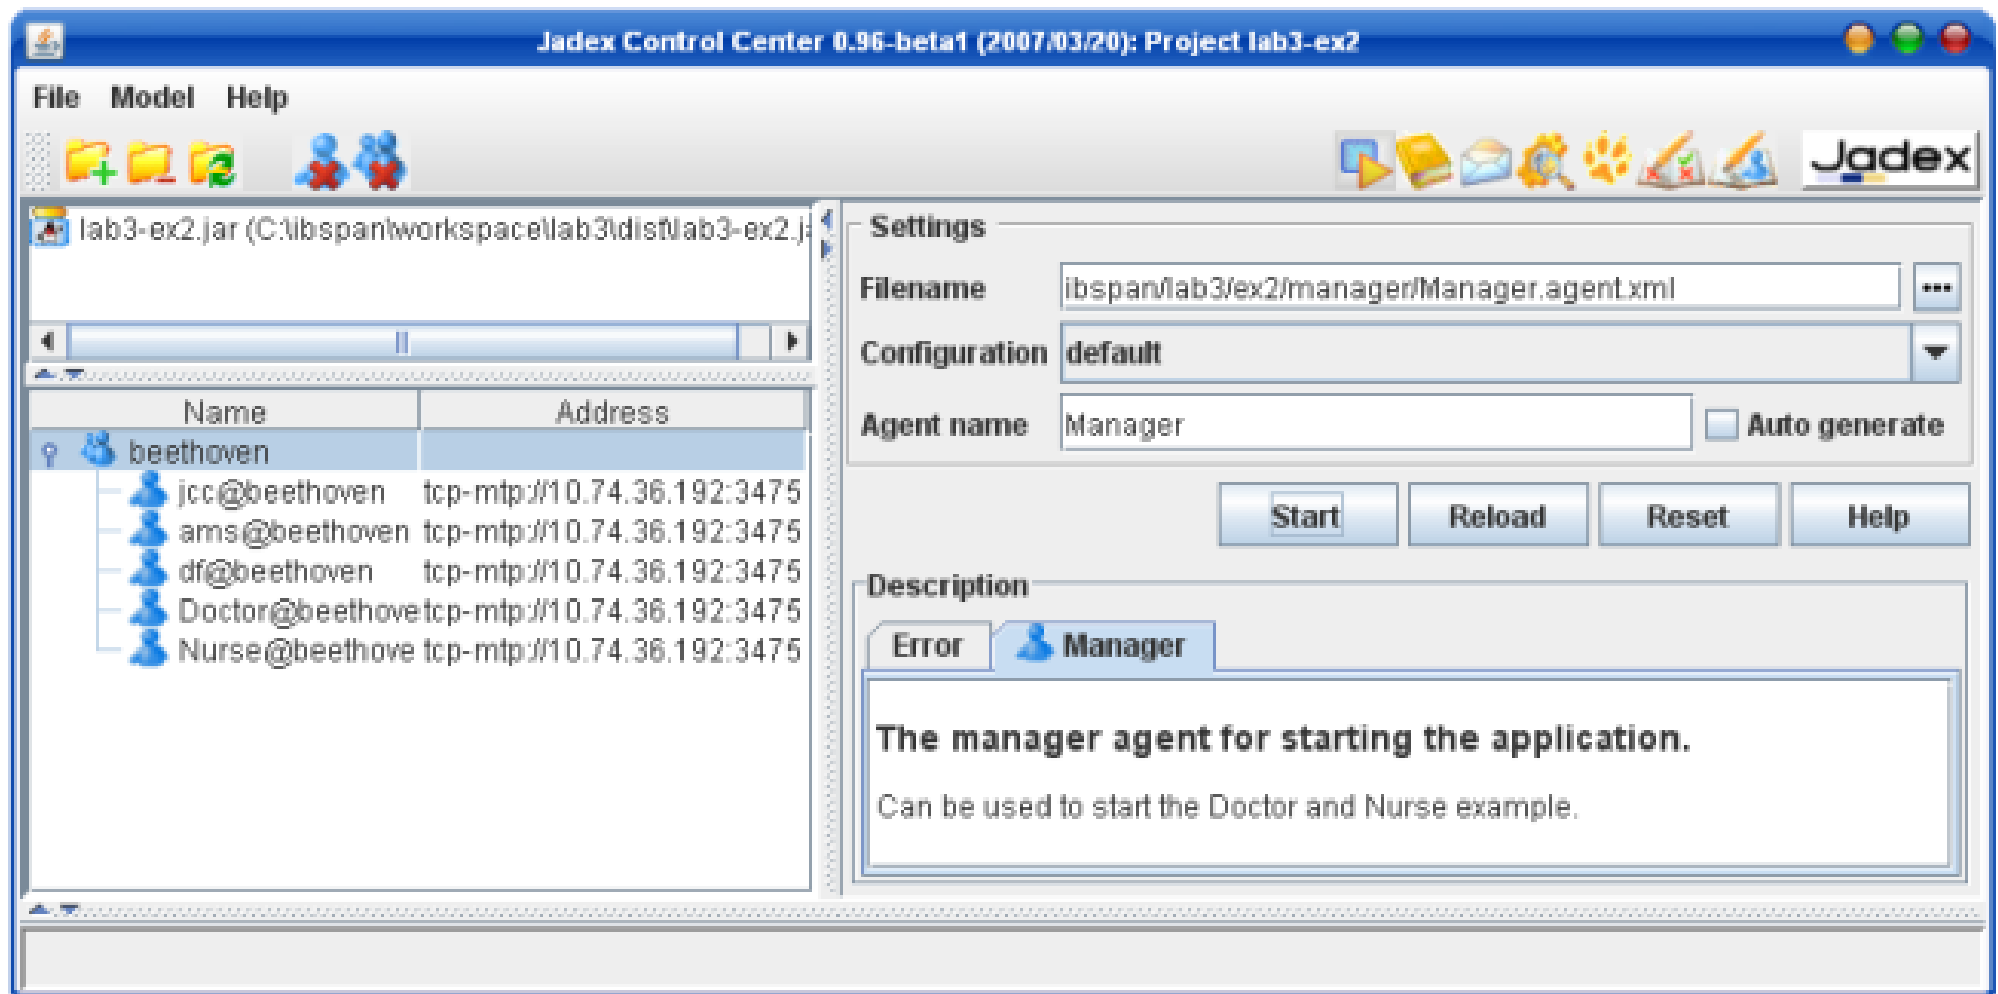 Jadex Control Center 0.96-beta1 (2007/03/20): Project lab3-ex2
File Model Help
Jadex
lab3-ex2.jar (C:\ibspan\workspace\lab3\dist\lab3-ex2.j
Name Address
beethoven
jcc@beethoven tcp-mtp://10.74.36.192:3475
ams@beethoven tcp-mtp://10.74.36.192:3475
df@beethoven tcp-mtp://10.74.36.192:3475
Doctor@beethove tcp-mtp://10.74.36.192:3475
Nurse@beethove tcp-mtp://10.74.36.192:3475
Settings
Filename ibspan/lab3/ex2/manager/Manager.agent.xml ...
Configuration default
Agent name Manager Auto generate
Start Reload Reset Help
Description
Error Manager
The manager agent for starting the application.
Can be used to start the Doctor and Nurse example.